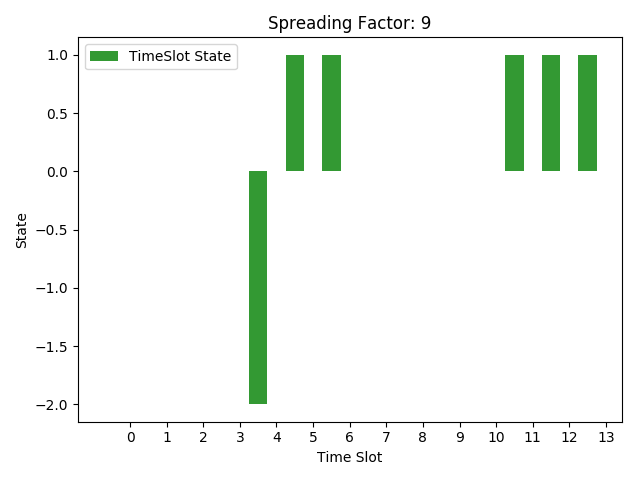 Spreading Factor: 9
TimeSlot State
1.0
0.5
0.0
−0.5
−1.0
−1.5
−2.0
State
0 1 2 3 4 5 6 7 8 9 10 11 12 13
Time Slot